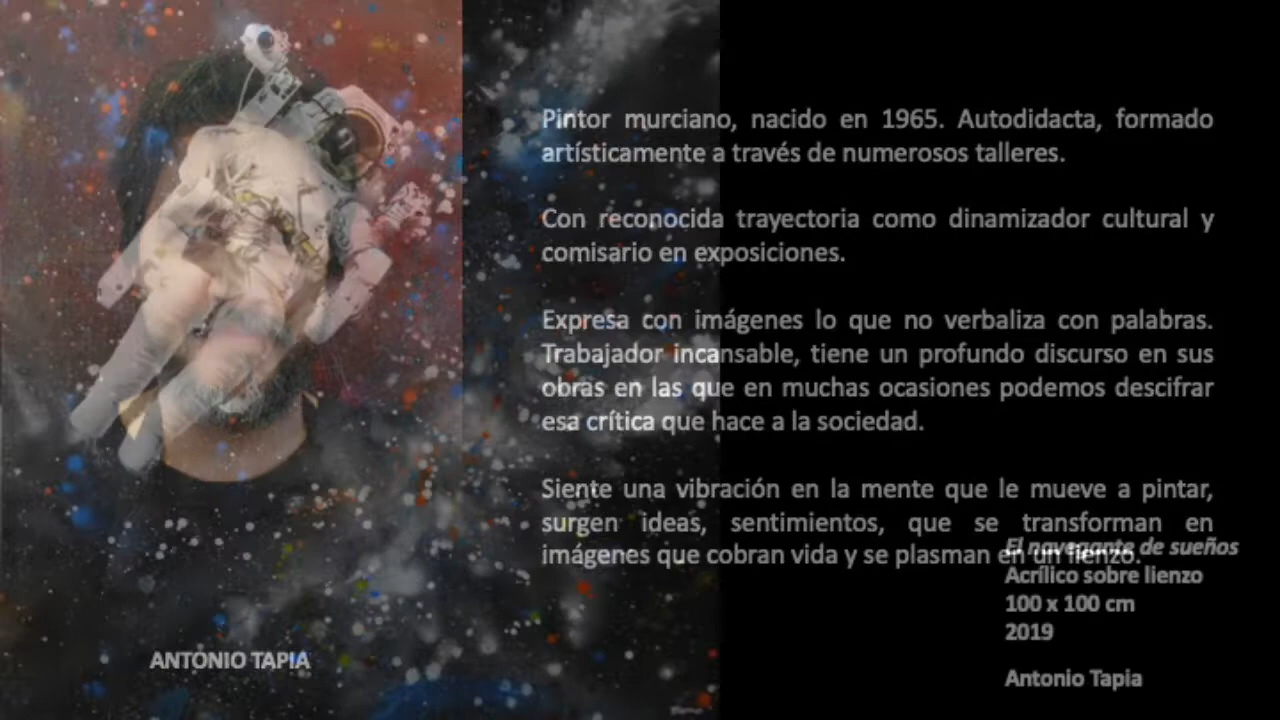 Pintor murciano, nacido en 1965. Autodidacta, formado
artísticamente a través de numerosos talleres.
Con reconocida trayectoria como dinamizador cultural y
comisario en exposiciones.
Expresa con imágenes lo que no verbaliza con palabras.
Trabajador incansable, tiene un profundo discurso en sus
obras en las que en muchas ocasiones podemos descifrar
esa crítica que hace a la sociedad.
Siente una vibración en la mente que le mueve a pintar,
surgen ideas, sentimientos, que se transforman en
imágenes que cobran vida y se plasman en un lienzo.
El navegante de sueños
Acrílico sobre lienzo
100 x 100 cm
2019
Antonio Tapia
ANTONIO TAPIA